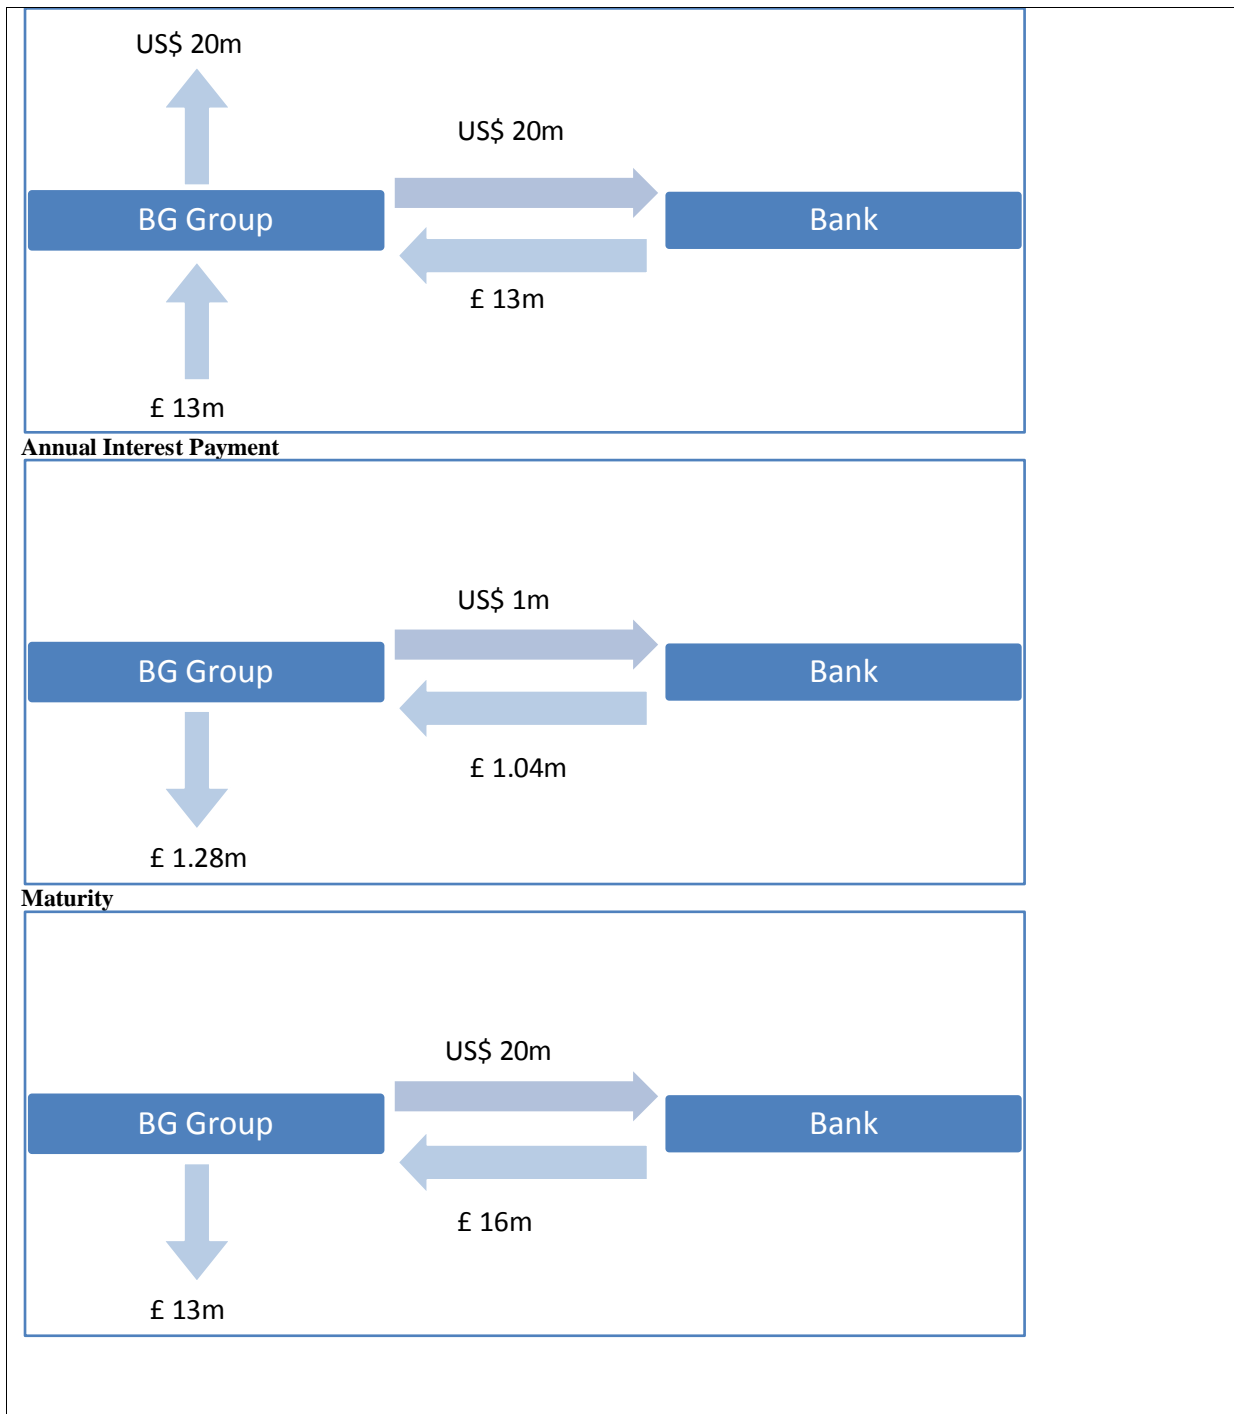 US$ 20m
US$ 20m
BG Group
Bank
£ 13m
£ 13m
Annual Interest Payment
US$ 1m
BG Group
Bank
£ 1.04m
£ 1.28m
Maturity
US$ 20m
BG Group
Bank
£ 16m
£ 13m